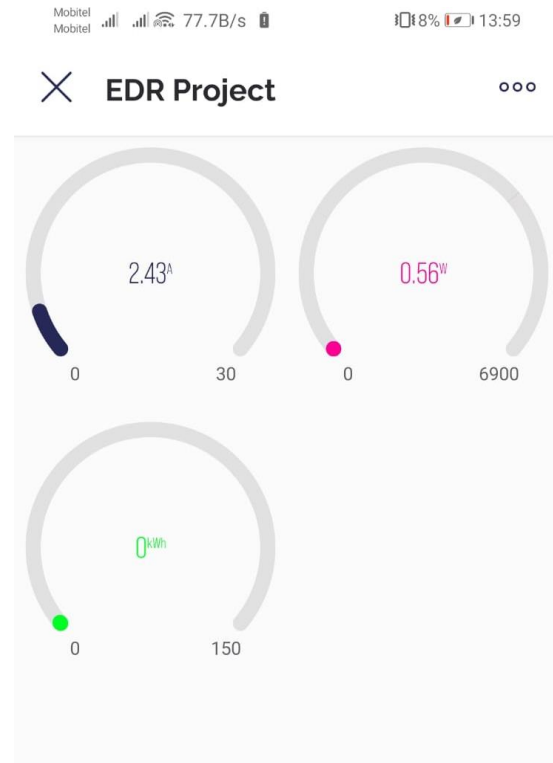 Mobitel
Mobitel
77.7B/s
8%
13:59
EDR Project
2.43A
0.56W
0
30
0
6900
0kWh
0
150